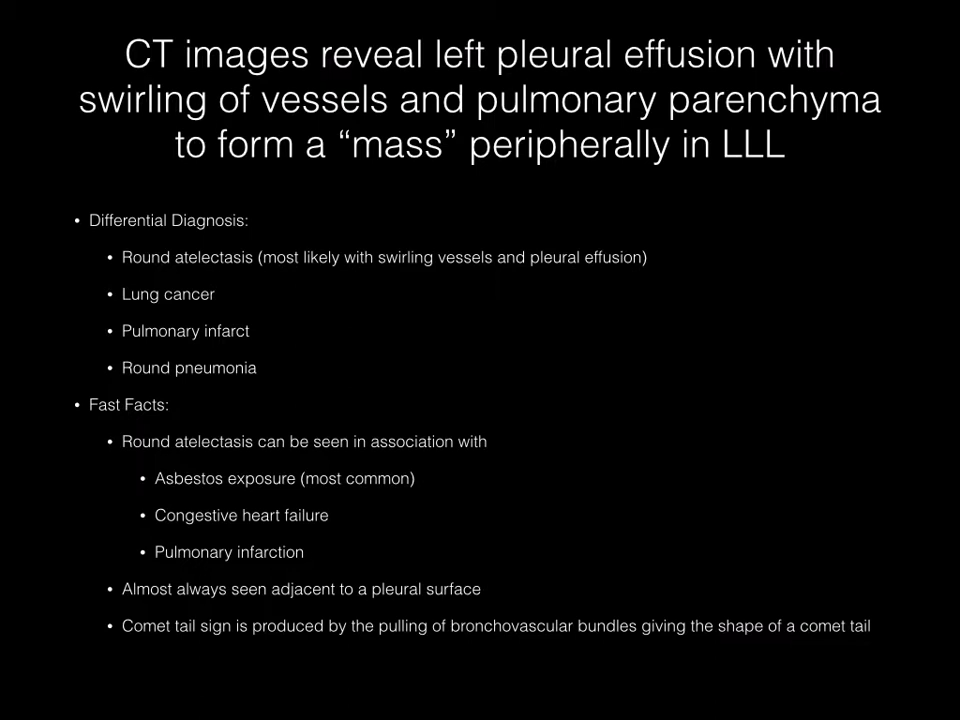 CT images reveal left pleural effusion with
swirling of vessels and pulmonary parenchyma
to form a “mass” peripherally in LLL
• Differential Diagnosis:
• Round atelectasis (most likely with swirling vessels and pleural effusion)
• Lung cancer
• Pulmonary infarct
• Round pneumonia
• Fast Facts:
• Round atelectasis can be seen in association with
• Asbestos exposure (most common)
• Congestive heart failure
• Pulmonary infarction
• Almost always seen adjacent to a pleural surface
• Comet tail sign is produced by the pulling of bronchovascular bundles giving the shape of a comet tail